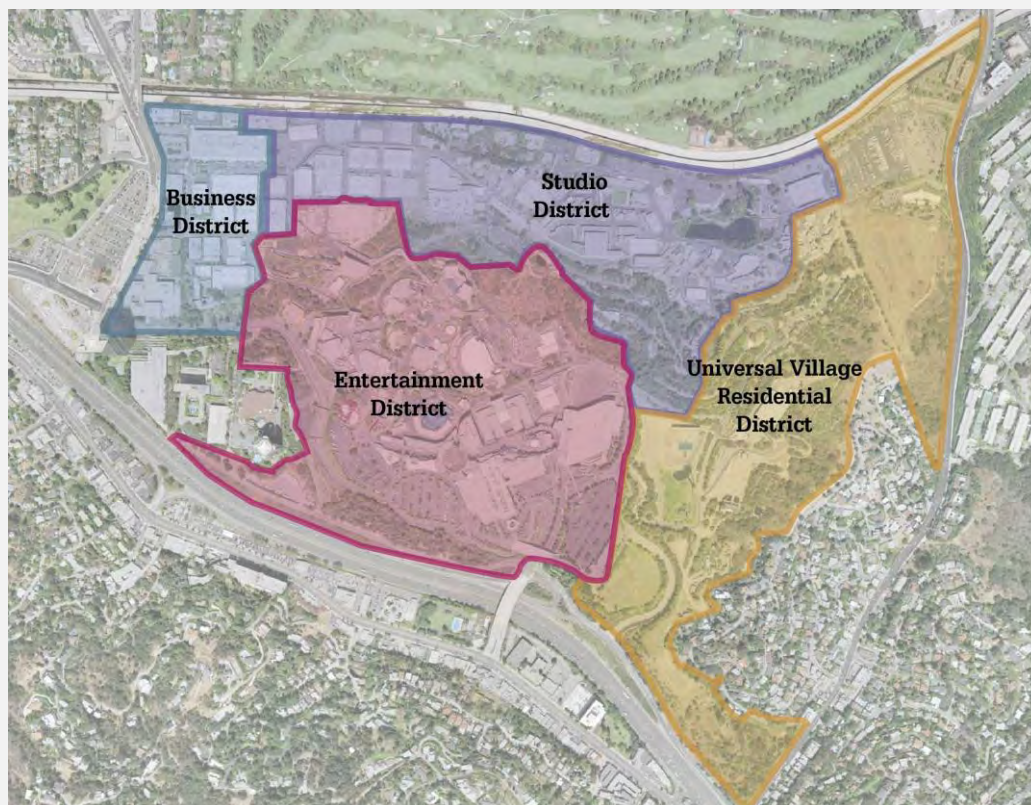 Business
District
Studio
District
Entertainment
District
Universal Village
Residential
District